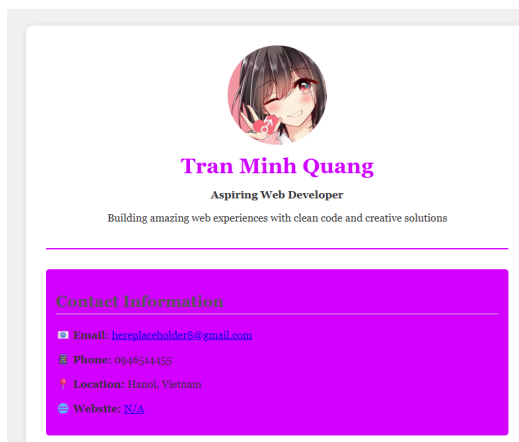 Tran Minh Quang
Aspiring Web Developer
Building amazing web experiences with clean code and creative solutions
Contact Information
📧 Email: hereplaceholder8@gmail.com
📱 Phone: 0946514455
📍 Location: Hanoi, Vietnam
🌐 Website: N/A